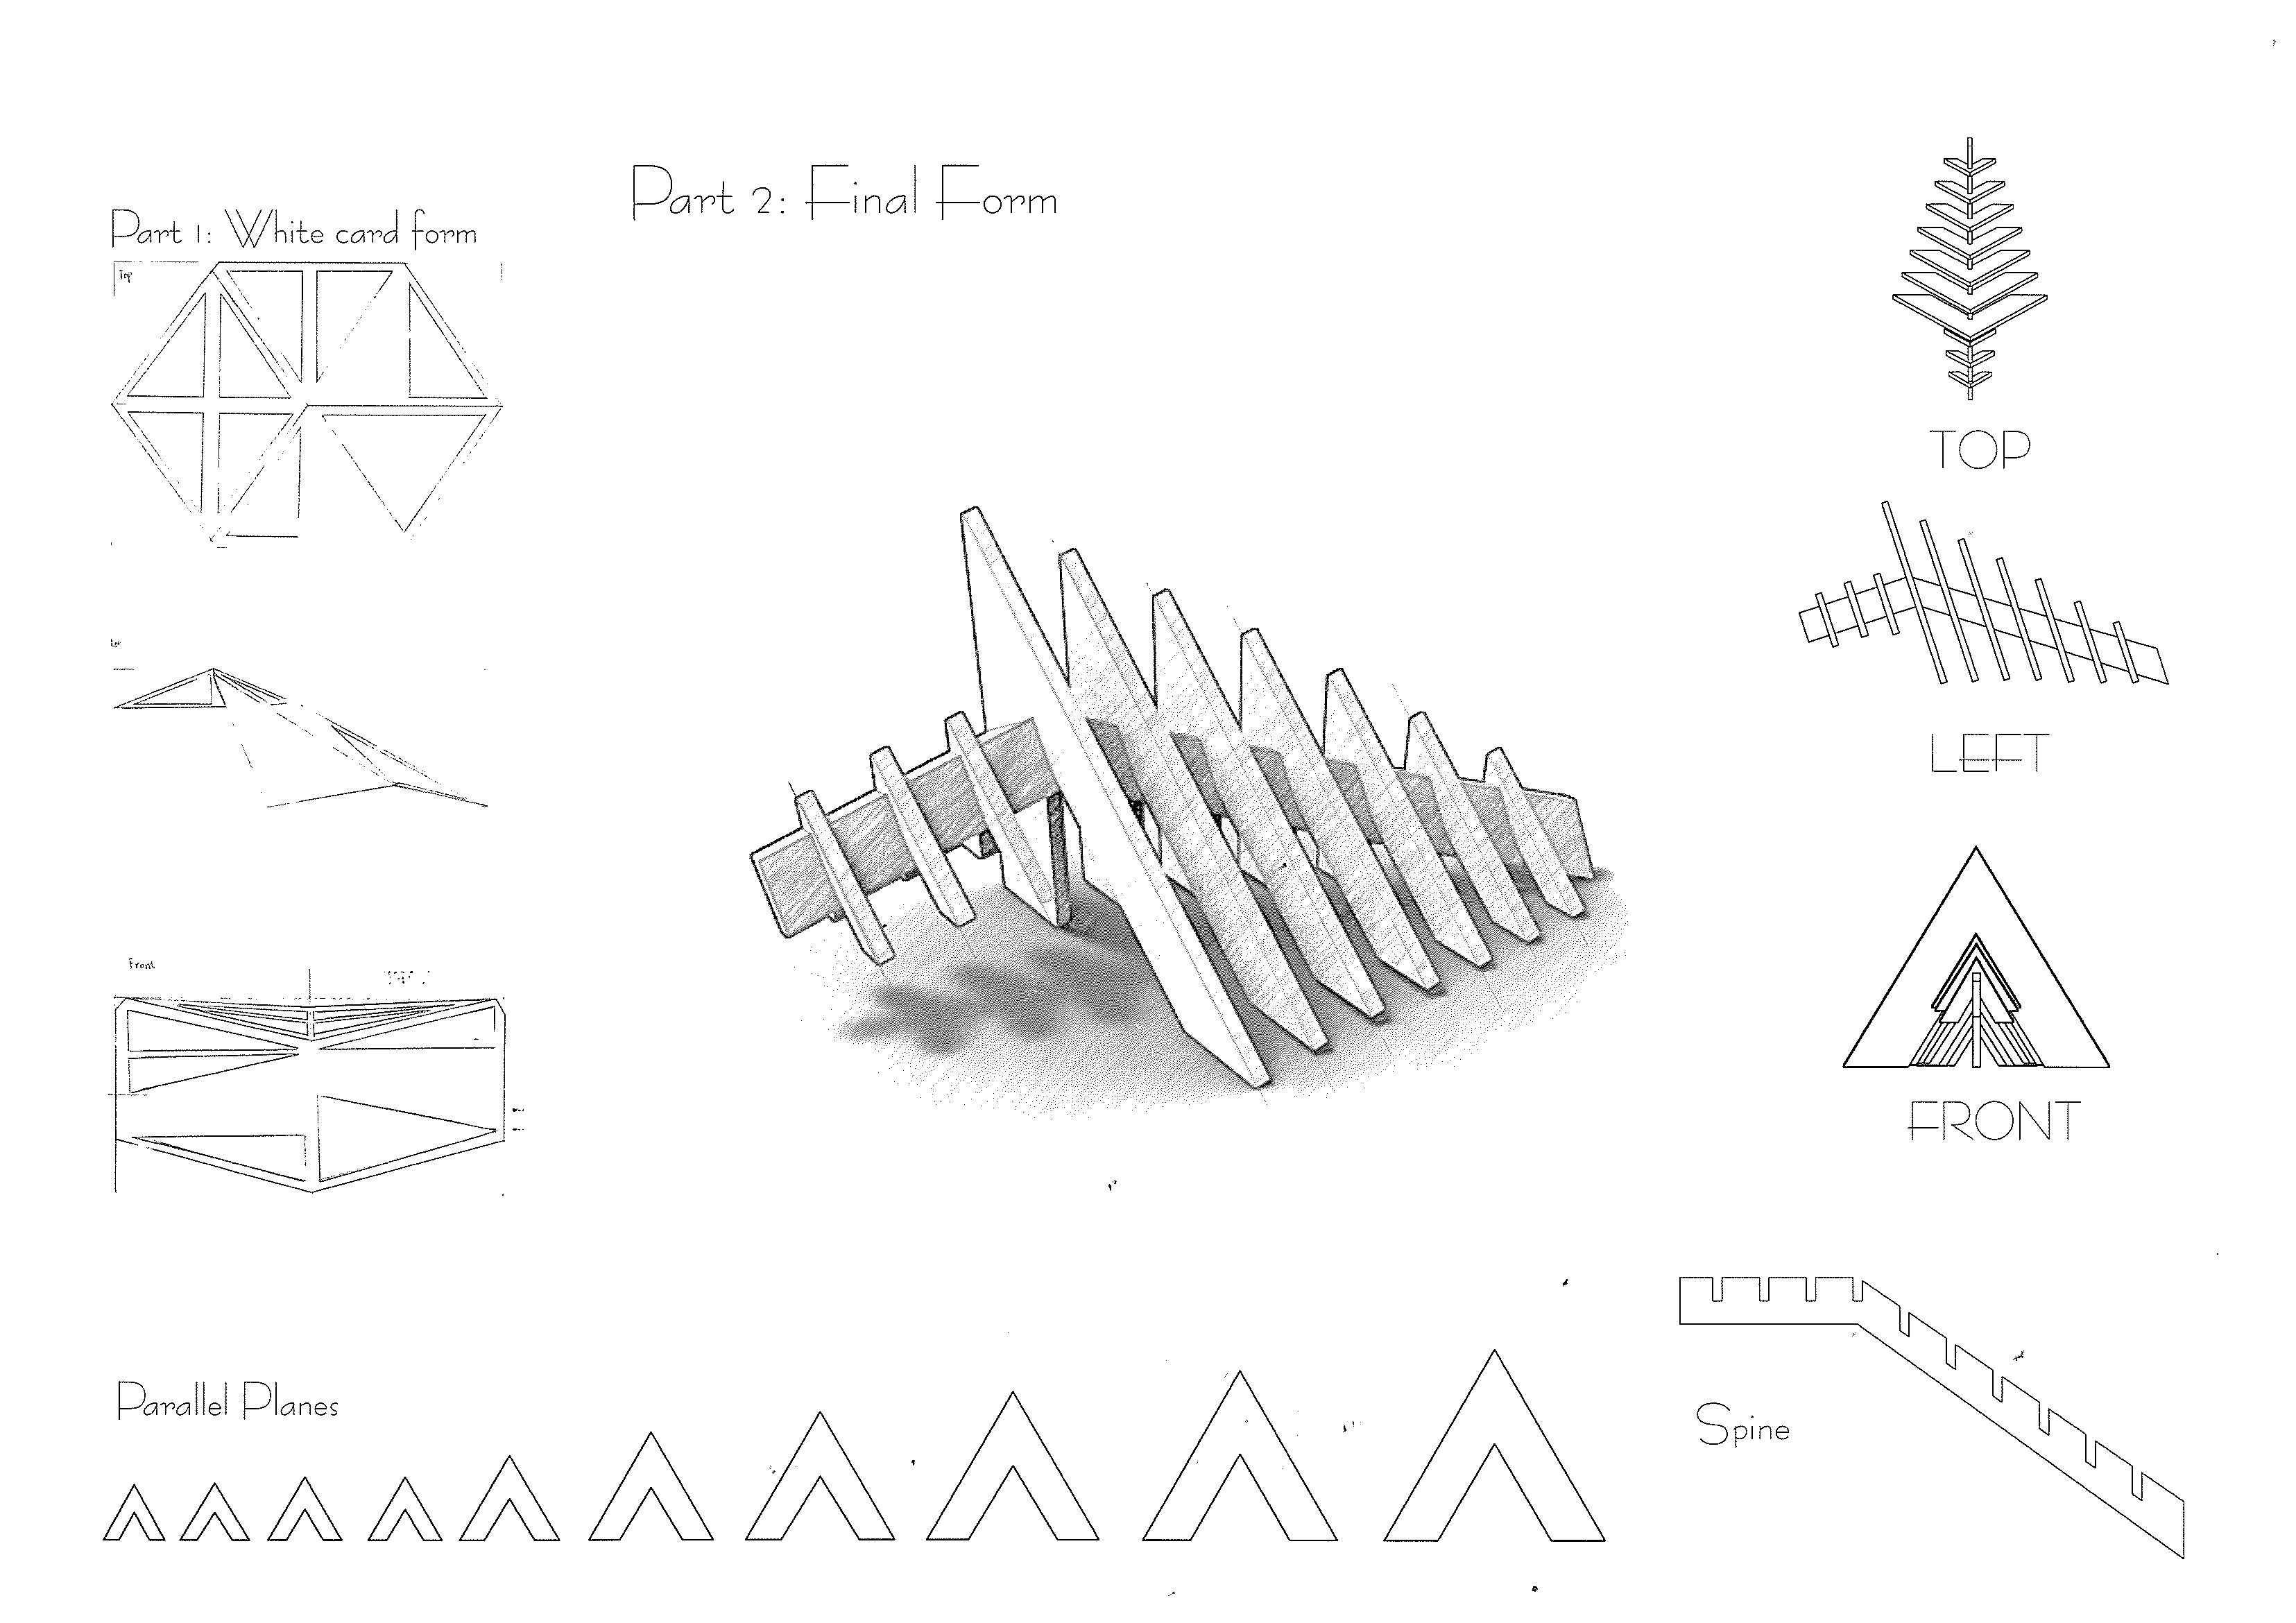 Part 2: Final Form
Part 1: White card form
Top
TOP
LEFT
FRONT
Front
Parallel Planes
Spine